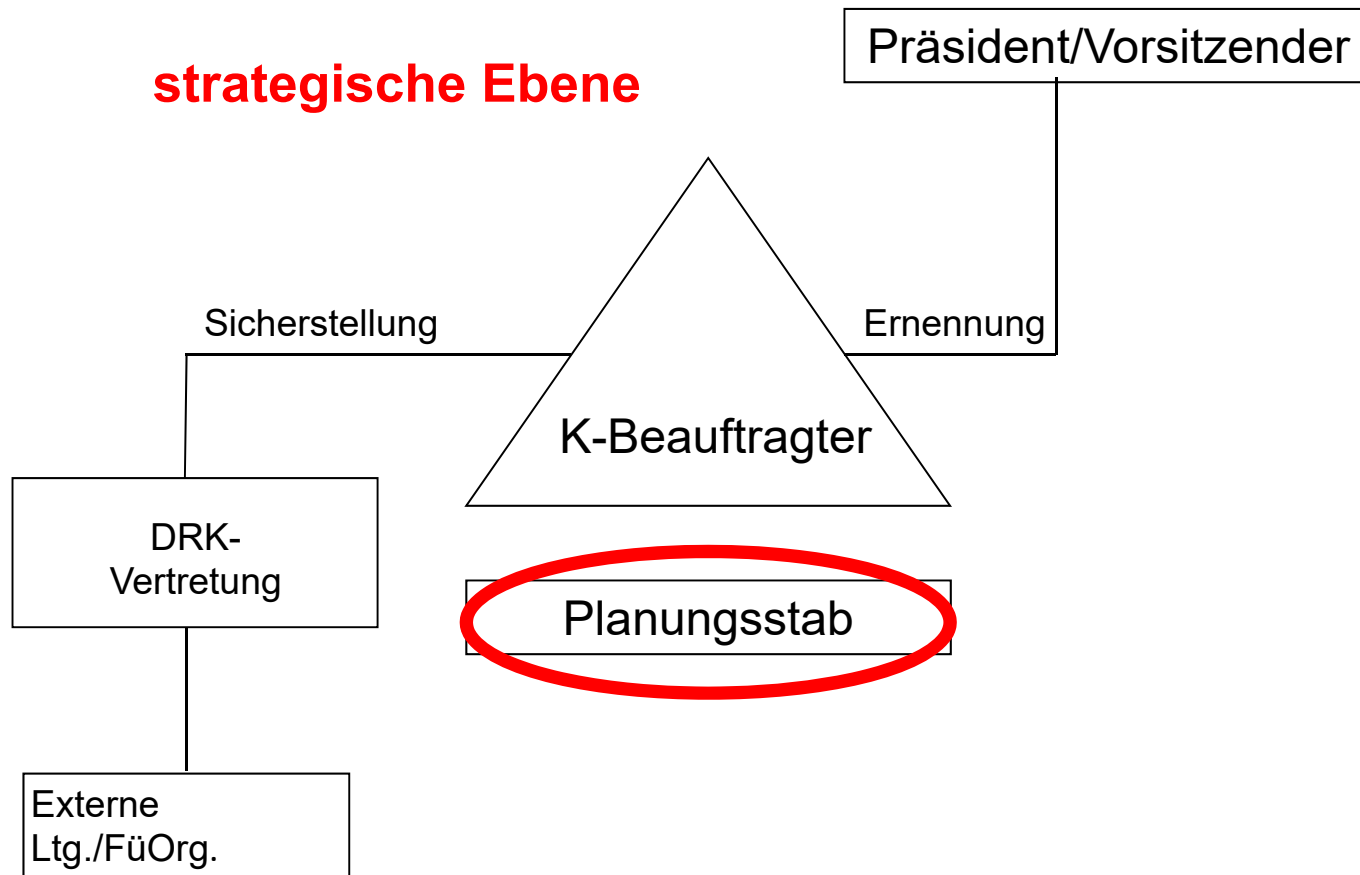 Präsident/Vorsitzender
strategische Ebene
Sicherstellung
Ernennung
K-Beauftragter
DRK-
Vertretung
Planungsstab
Externe
Ltg./FüOrg.